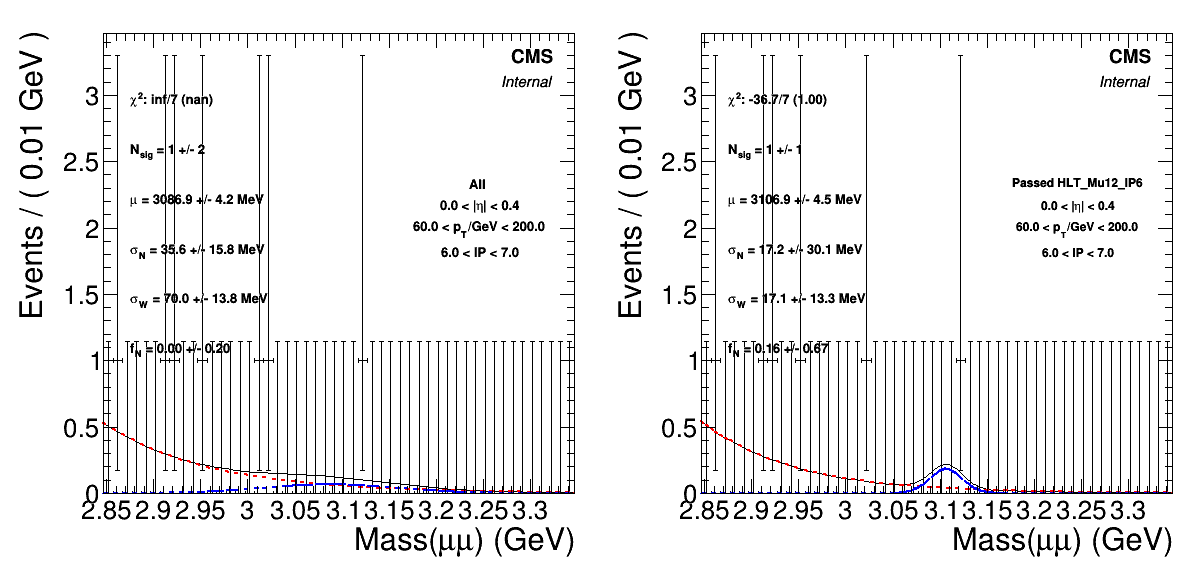 CMS
Internal
χ²: inf/7 (nan)
N_sig = 1 +/- 2
μ = 3086.9 +/- 4.2 MeV
σ_N = 35.6 +/- 15.8 MeV
σ_W = 70.0 +/- 13.8 MeV
f_N = 0.00 +/- 0.20
All
0.0 < |η| < 0.4
60.0 < p_T/GeV < 200.0
6.0 < IP < 7.0
Events / ( 0.01 GeV )
3
2.5
2
1.5
1
0.5
0
2.85 2.9 2.95 3 3.05 3.1 3.15 3.2 3.25 3.3
Mass(μμ) (GeV)
CMS
Internal
χ²: -36.7/7 (1.00)
N_sig = 1 +/- 1
μ = 3106.9 +/- 4.5 MeV
σ_N = 17.2 +/- 30.1 MeV
σ_W = 17.1 +/- 13.3 MeV
f_N = 0.16 +/- 0.67
Passed HLT_Mu12_IP6
0.0 < |η| < 0.4
60.0 < p_T/GeV < 200.0
6.0 < IP < 7.0
Events / ( 0.01 GeV )
3
2.5
2
1.5
1
0.5
0
2.85 2.9 2.95 3 3.05 3.1 3.15 3.2 3.25 3.3
Mass(μμ) (GeV)